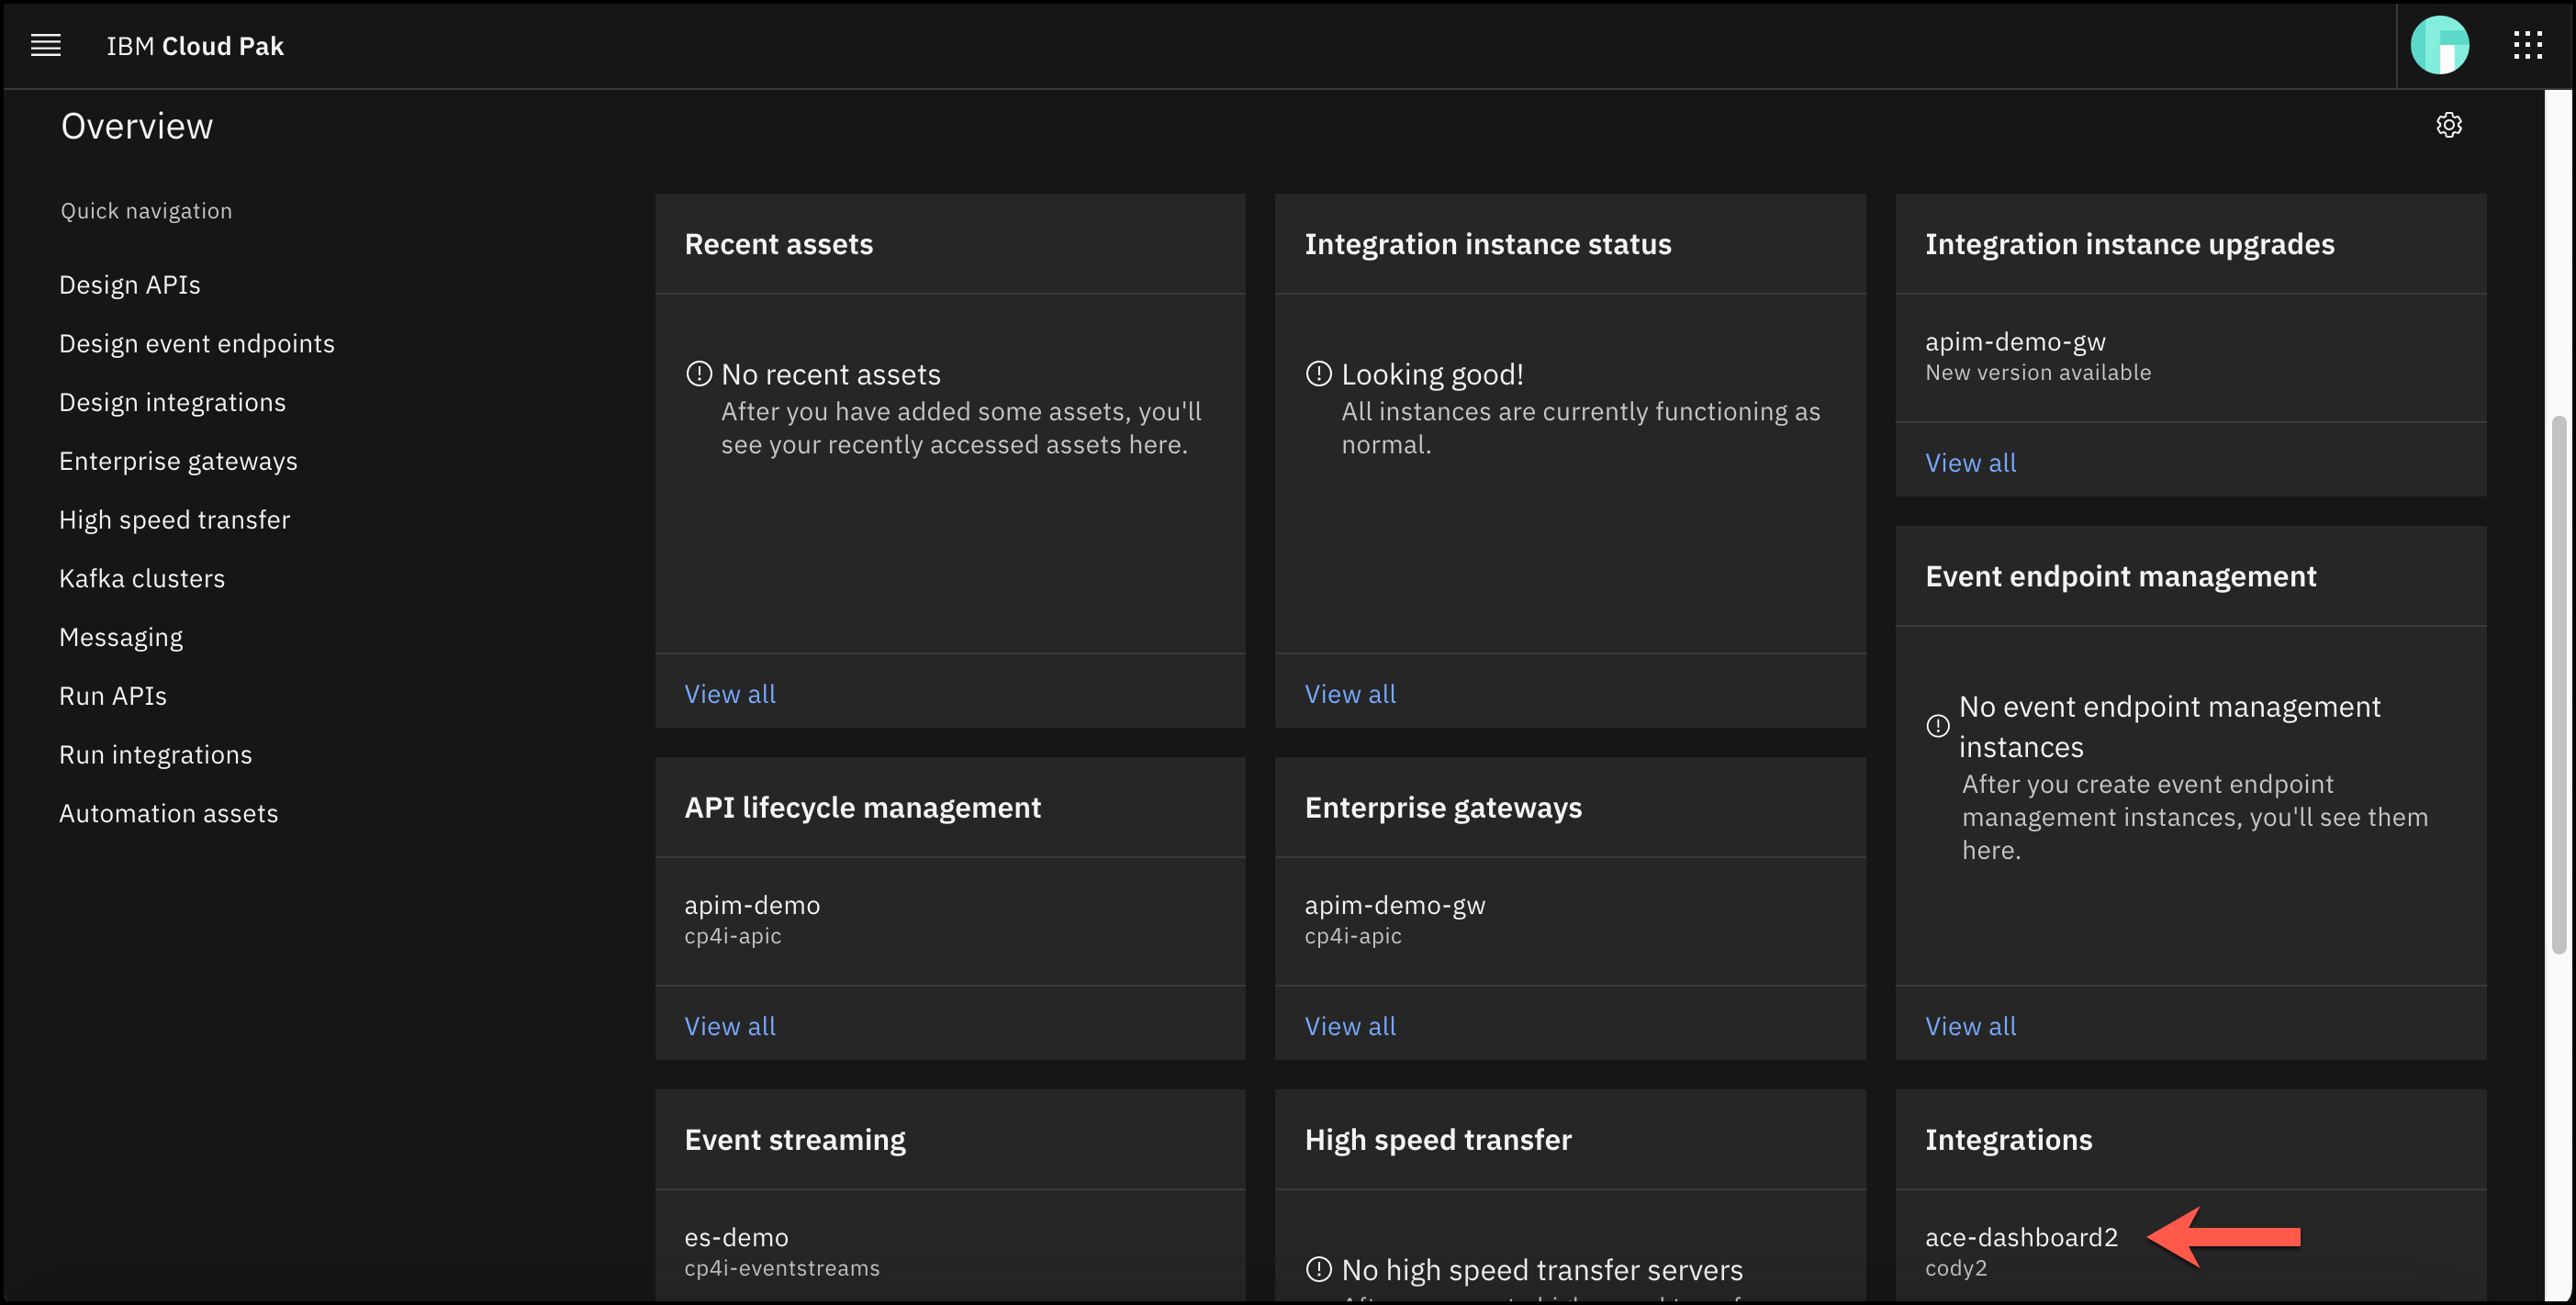 IBM Cloud Pak
Overview
Quick navigation
Design APIs
Design event endpoints
Design integrations
Enterprise gateways
High speed transfer
Kafka clusters
Messaging
Run APIs
Run integrations
Automation assets
Recent assets
No recent assets
After you have added some assets, you'll
see your recently accessed assets here.
View all
Integration instance status
Looking good!
All instances are currently functioning as
normal.
View all
Integration instance upgrades
apim-demo-gw
New version available
View all
Event endpoint management
No event endpoint management
instances
After you create event endpoint
management instances, you'll see them
here.
View all
API lifecycle management
apim-demo
cp4i-apic
View all
Enterprise gateways
apim-demo-gw
cp4i-apic
View all
Event streaming
es-demo
cp4i-eventstreams
High speed transfer
No high speed transfer servers
Integrations
ace-dashboard2
cody2